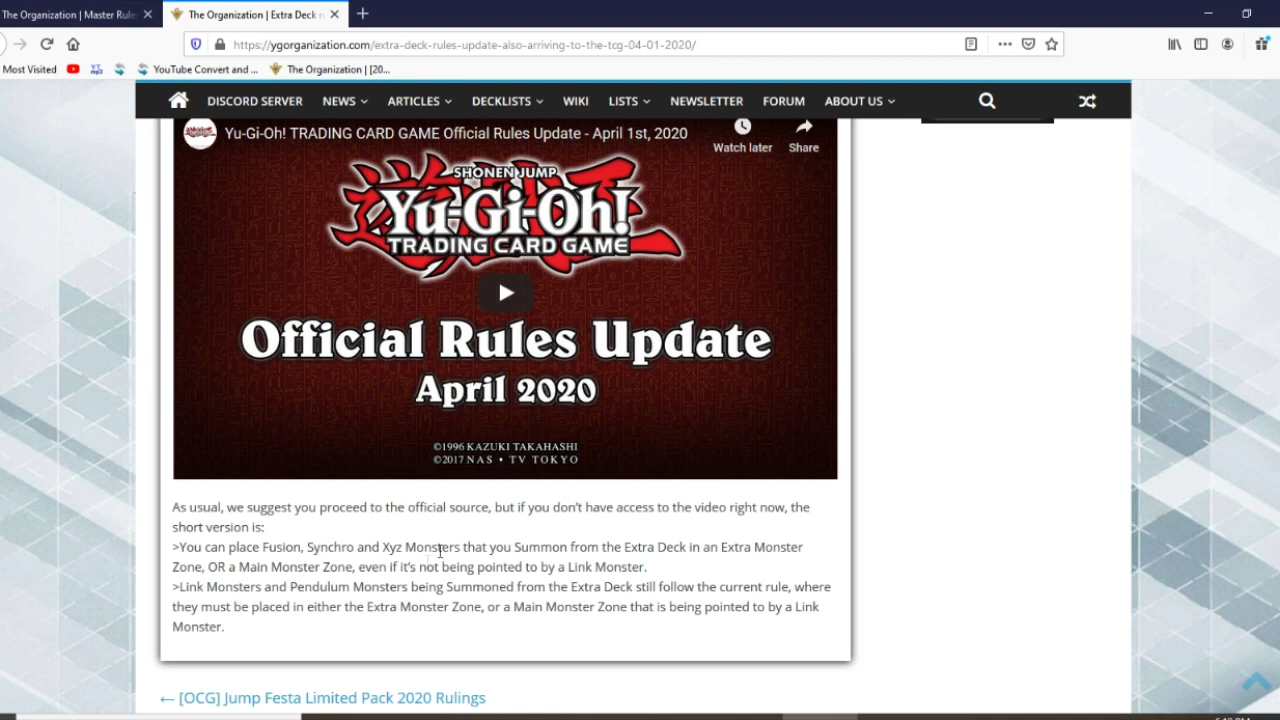 The Organization | Master Rule
The Organization | Extra Deck r
https://ygorganization.com/extra-deck-rules-update-also-arriving-to-the-tcg-04-01-2020/
Most Visited
YouTube Convert and ...
The Organization | [20...
DISCORD SERVER
NEWS
ARTICLES
DECKLISTS
WIKI
LISTS
NEWSLETTER
FORUM
ABOUT US
Yu-Gi-Oh! TRADING CARD GAME Official Rules Update - April 1st, 2020
Watch later
Share
SHONEN JUMP
Yu-Gi-Oh!
TRADING CARD GAME
Official Rules Update
April 2020
©1996 KAZUKI TAKAHASHI
©2017 NAS • TV TOKYO
As usual, we suggest you proceed to the official source, but if you don't have access to the video right now, the
short version is:
>You can place Fusion, Synchro and Xyz Monsters that you Summon from the Extra Deck in an Extra Monster
Zone, OR a Main Monster Zone, even if it's not being pointed to by a Link Monster.
>Link Monsters and Pendulum Monsters being Summoned from the Extra Deck still follow the current rule, where
they must be placed in either the Extra Monster Zone, or a Main Monster Zone that is being pointed to by a Link
Monster.
← [OCG] Jump Festa Limited Pack 2020 Rulings